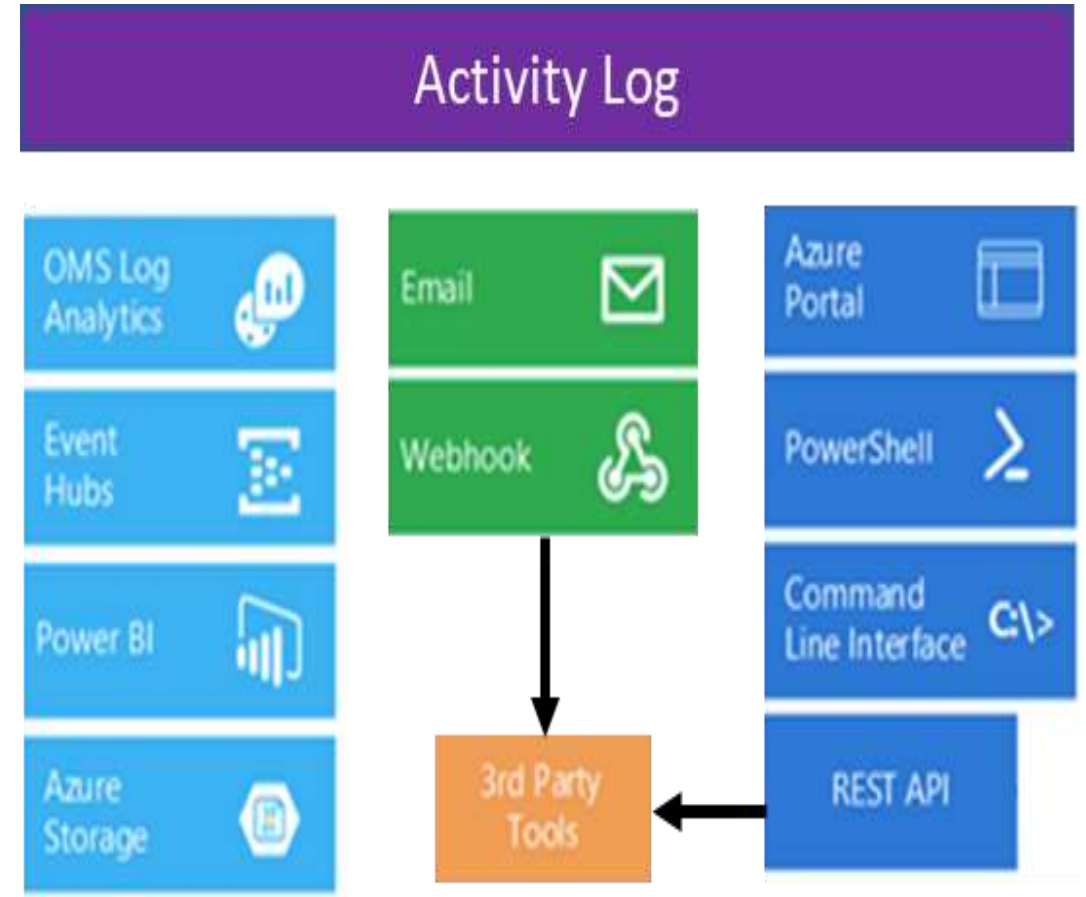 Activity Log
OMS Log
Analytics
Event
Hubs
Power BI
Azure
Storage
Email
Webhook
3rd Party
Tools
Azure
Portal
PowerShell
Command
Line Interface
C:\>
REST API